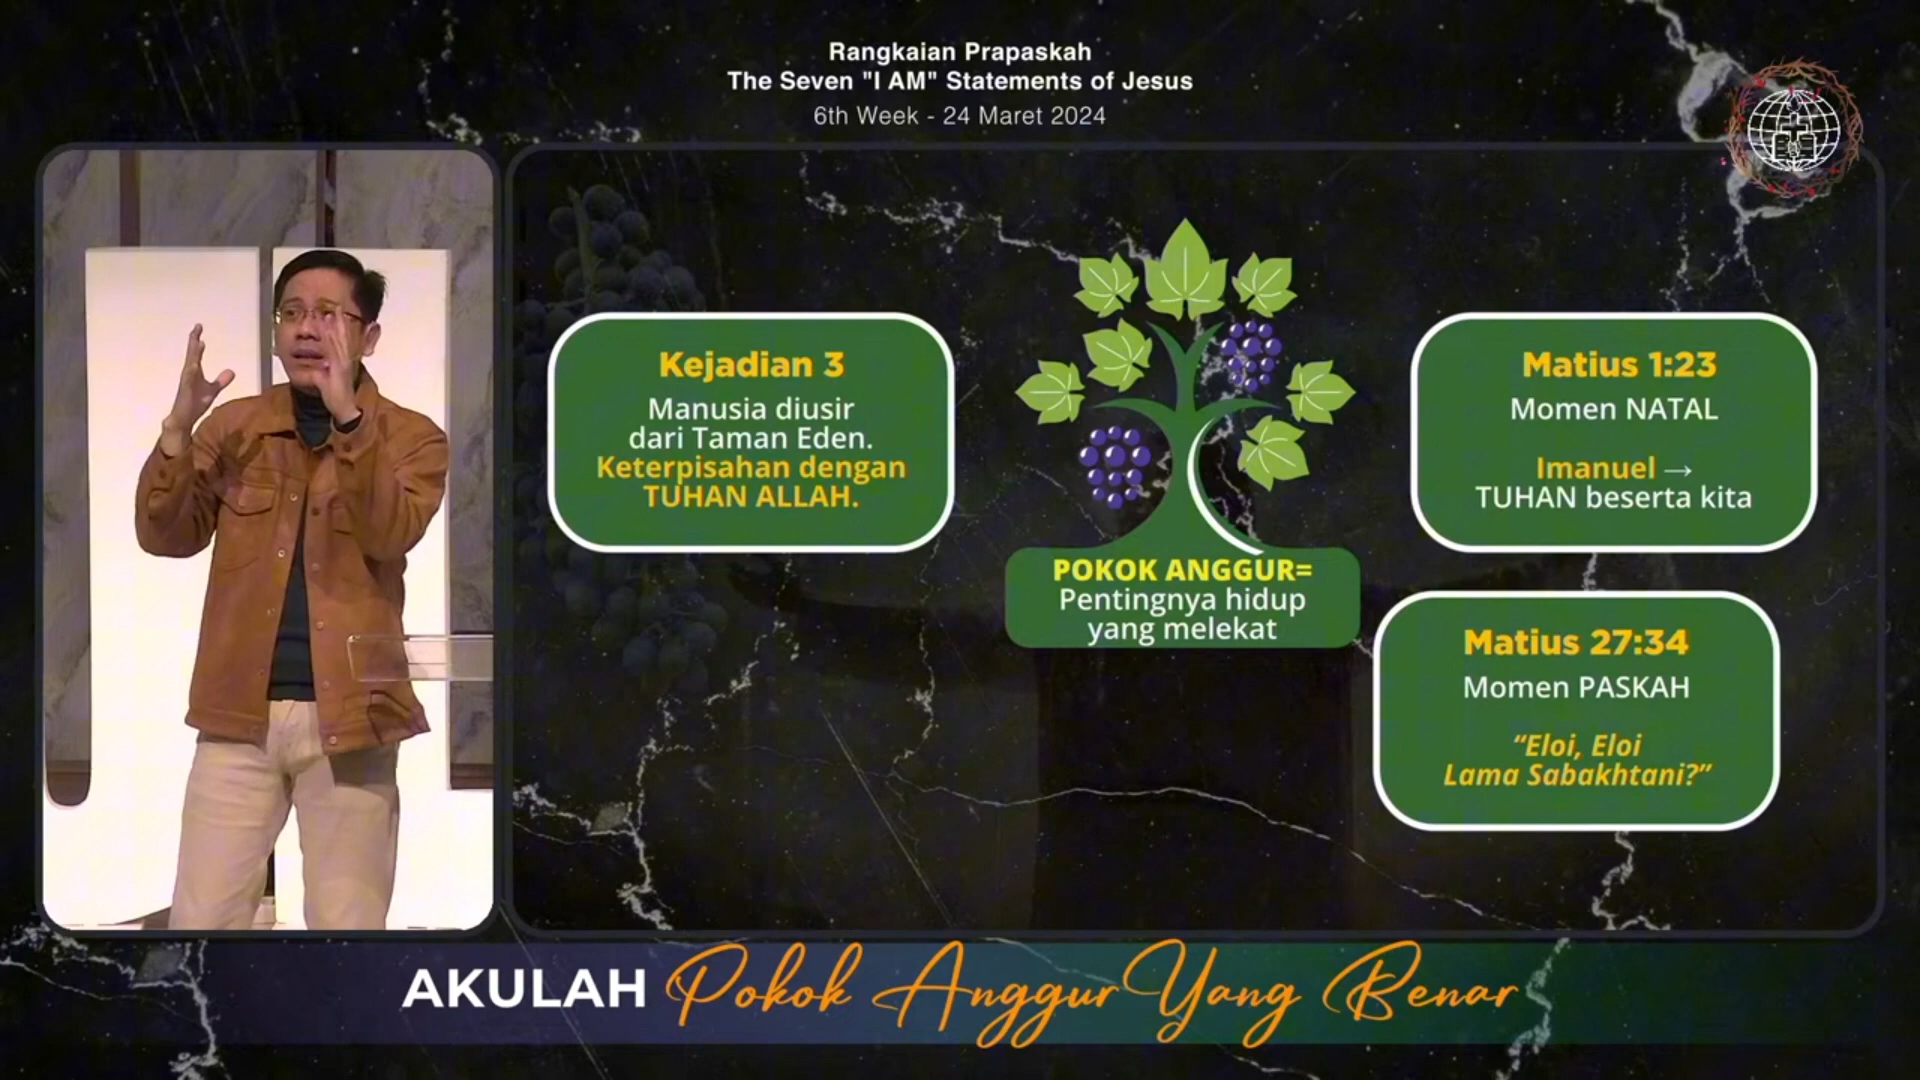 Rangkaian Prapaskah
The Seven "I AM" Statements of Jesus
6th Week - 24 Maret 2024
Kejadian 3
Manusia diusir
dari Taman Eden.
Keterpisahan dengan
TUHAN ALLAH.
POKOK ANGGUR=
Pentingnya hidup
yang melekat
Matius 1:23
Momen NATAL
Imanuel →
TUHAN beserta kita
Matius 27:34
Momen PASKAH
“Eloi, Eloi
Lama Sabakhtani?”
AKULAH Pokok Anggur Yang Benar